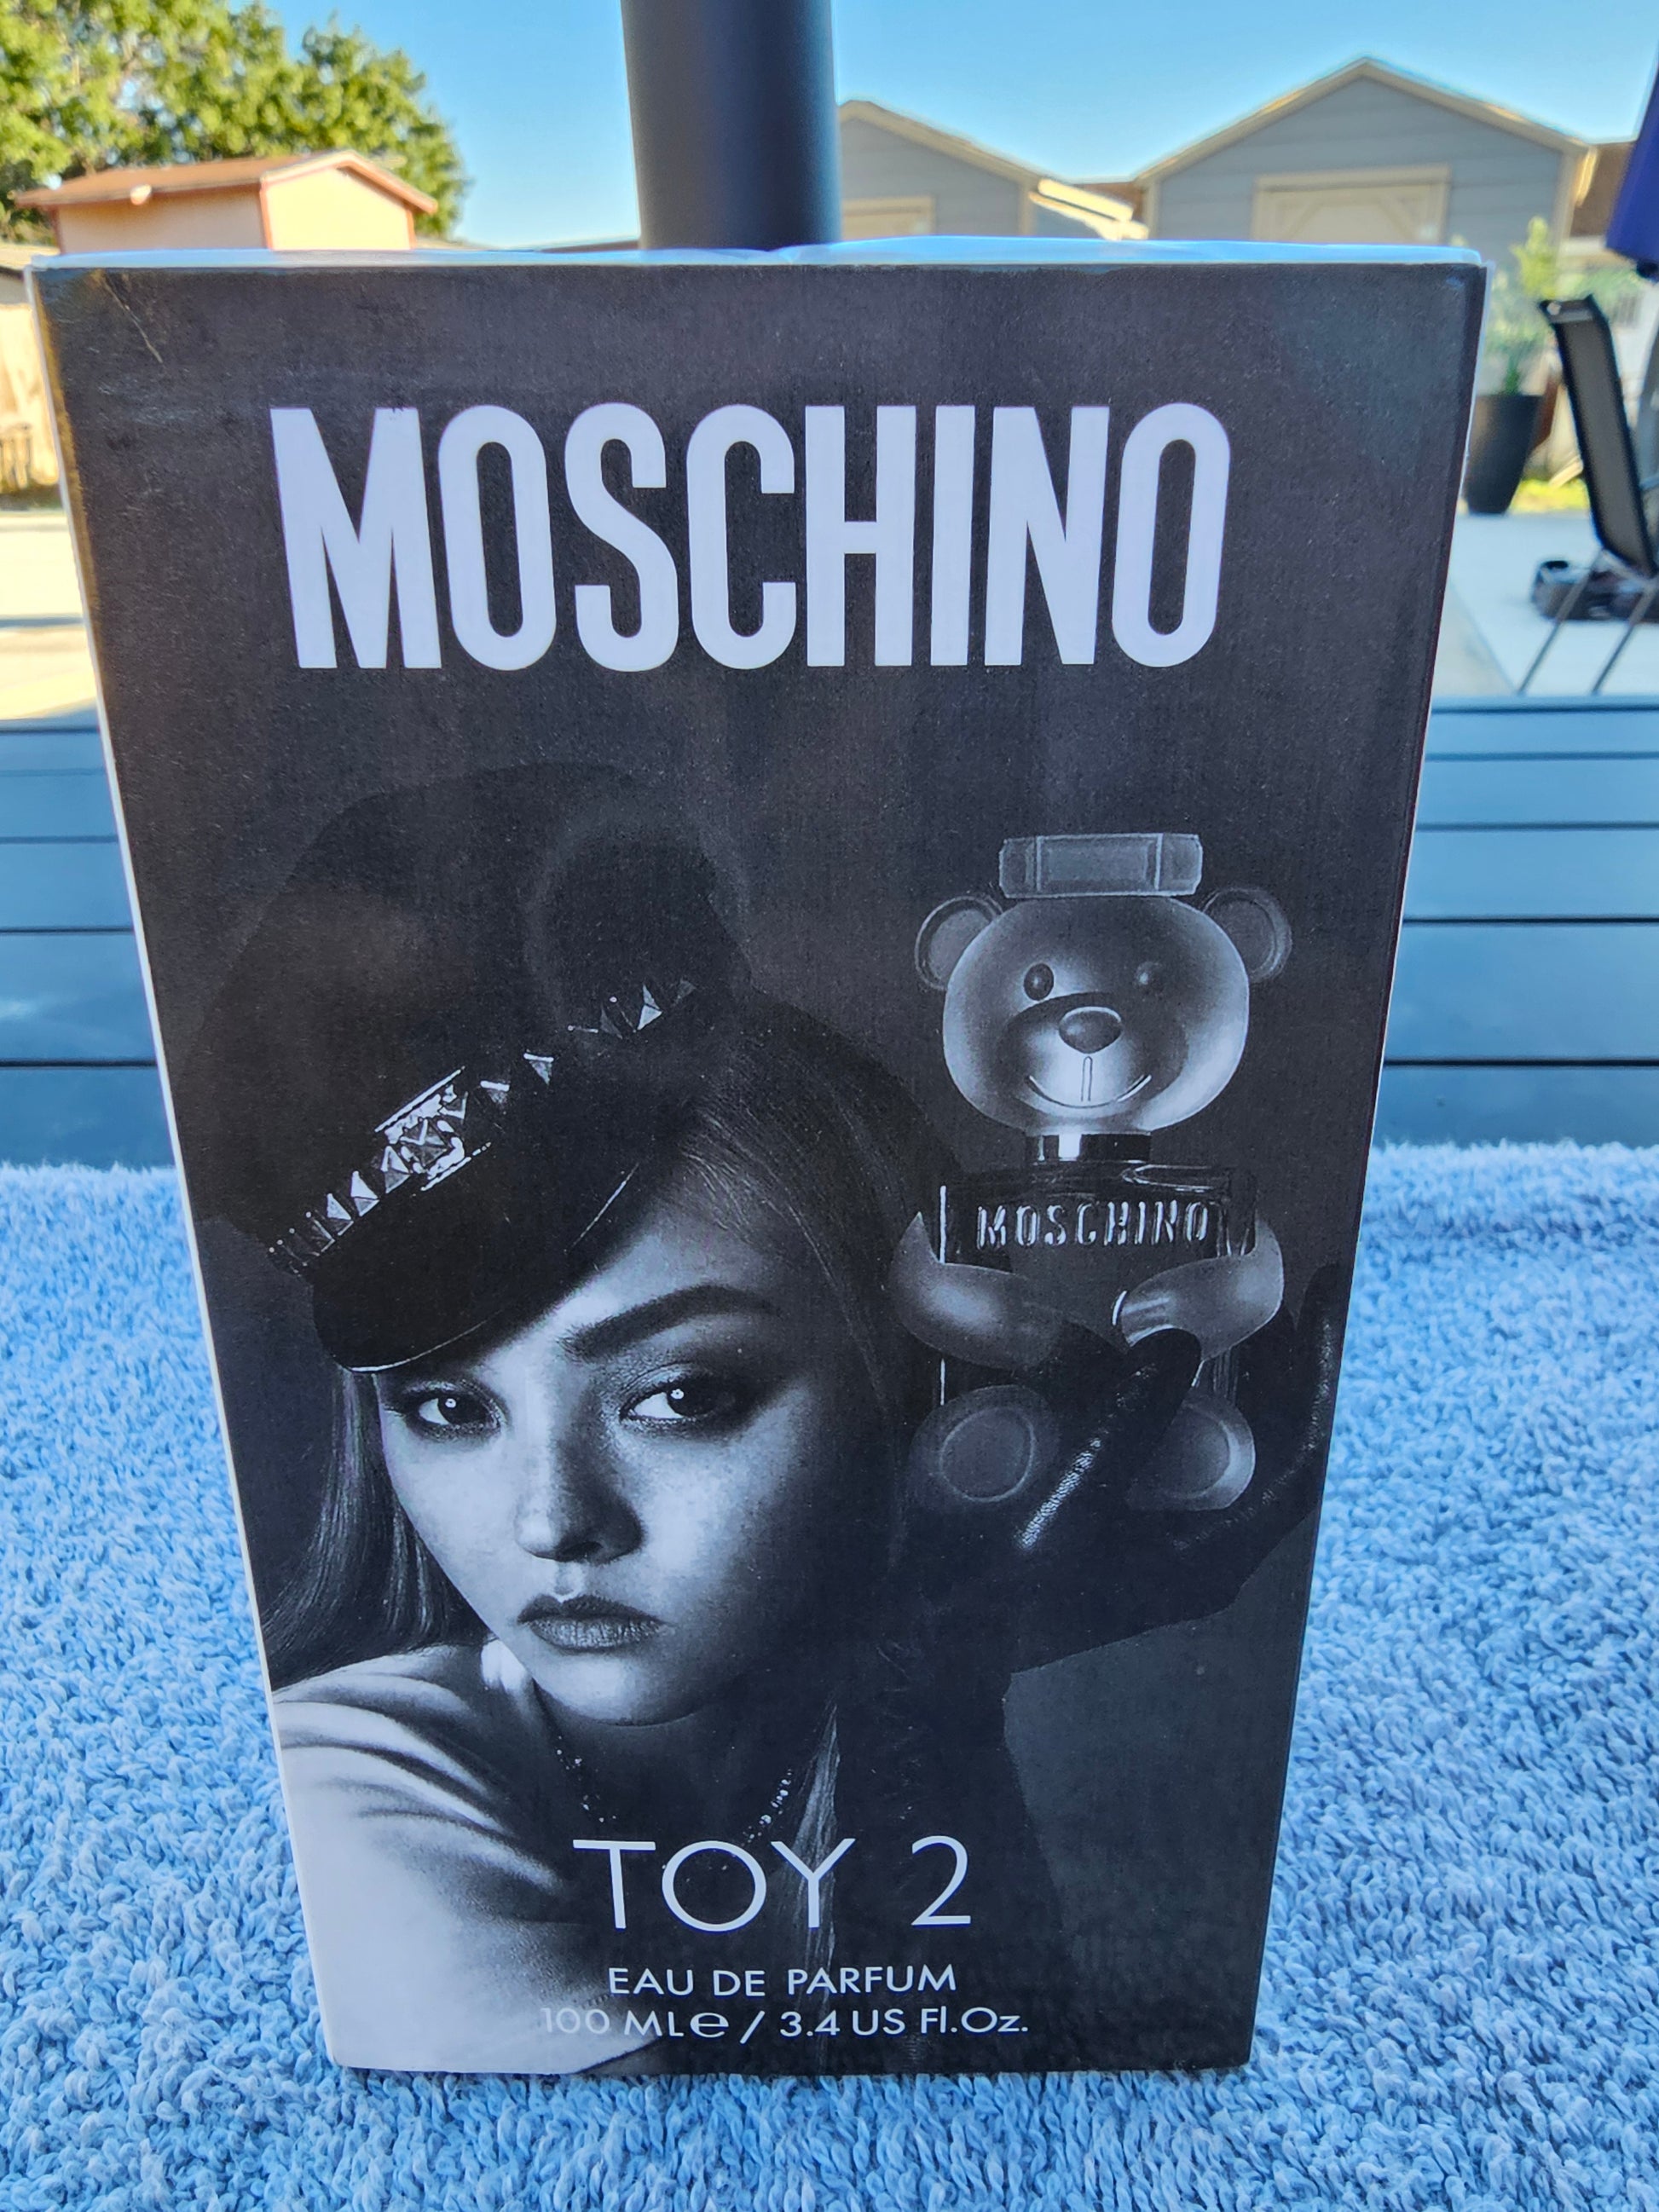 MOSCHINO
MOSCHINO
TOY 2
EAU DE PARFUM
100 MLe / 3.4 US Fl.Oz.